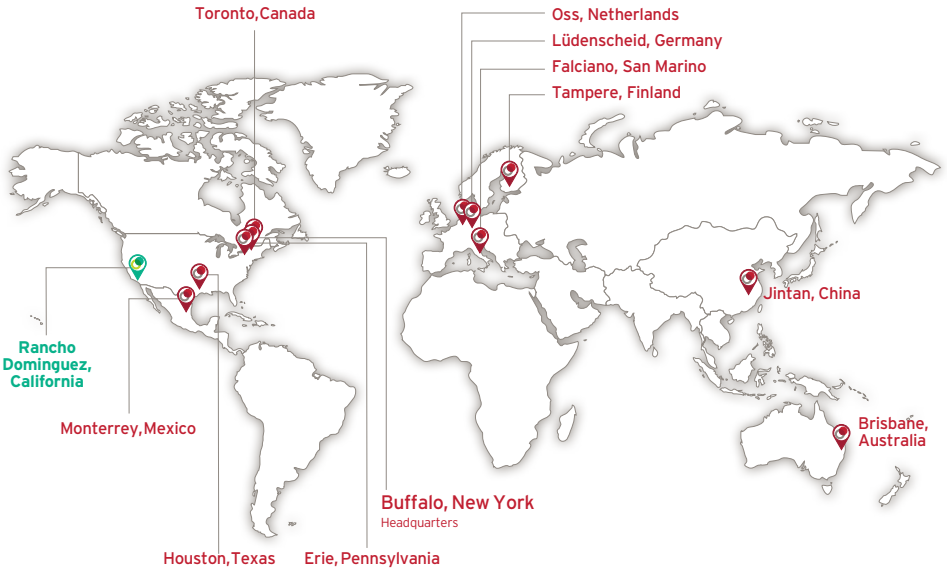 Toronto, Canada
Oss, Netherlands
Lüdenscheid, Germany
Falciano, San Marino
Tampere, Finland
Jintan, China
Rancho
Dominguez,
California
Monterrey, Mexico
Brisbane,
Australia
Buffalo, New York
Headquarters
Houston, Texas
Erie, Pennsylvania